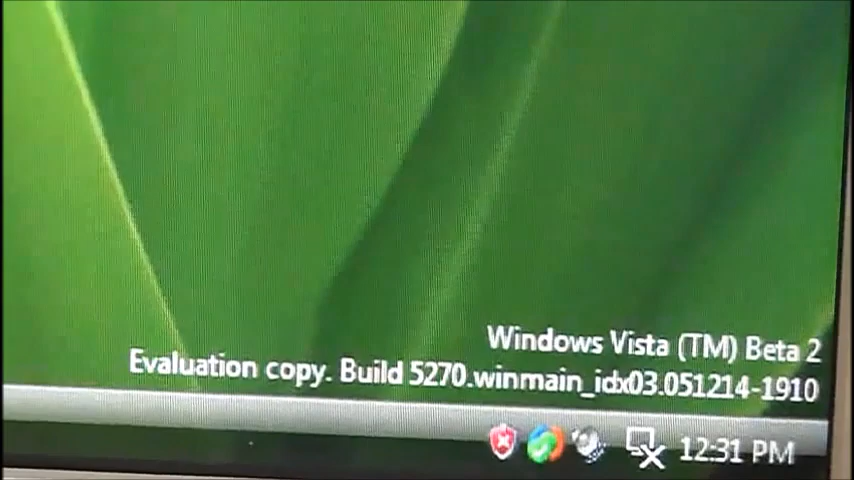 Windows Vista (TM) Beta 2
Evaluation copy. Build 5270.winmain_idx03.051214-1910
12:31 PM